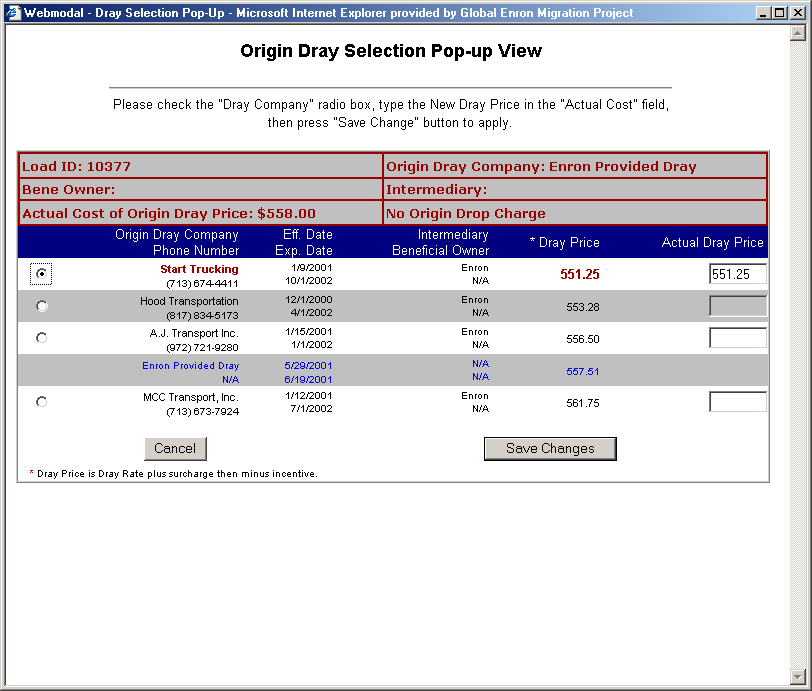 Webmodal - Dray Selection Pop-Up - Microsoft Internet Explorer provided by Global Enron Migration Project
Origin Dray Selection Pop-up View
Please check the "Dray Company" radio box, type the New Dray Price in the "Actual Cost" field,
then press "Save Change" button to apply.
Load ID: 10377 Origin Dray Company: Enron Provided Dray
Bene Owner: Intermediary:
Actual Cost of Origin Dray Price: $558.00 No Origin Drop Charge
Origin Dray Company Eff. Date Intermediary * Dray Price Actual Dray Price
Phone Number Exp. Date Beneficial Owner
Start Trucking 1/9/2001 Enron 551.25 551.25
(713) 674-4411 10/1/2002 N/A
Hood Transportation 12/1/2000 Enron 553.28
(817) 834-5173 4/1/2002 N/A
A.J. Transport Inc. 1/15/2001 Enron 556.50
(972) 721-9280 1/1/2002 N/A
Enron Provided Dray 5/29/2001 N/A 557.51
N/A 6/19/2001 N/A
MCC Transport, Inc. 1/12/2001 Enron 561.75
(713) 673-7924 7/1/2002 N/A
Cancel Save Changes
* Dray Price is Dray Rate plus surcharge then minus incentive.